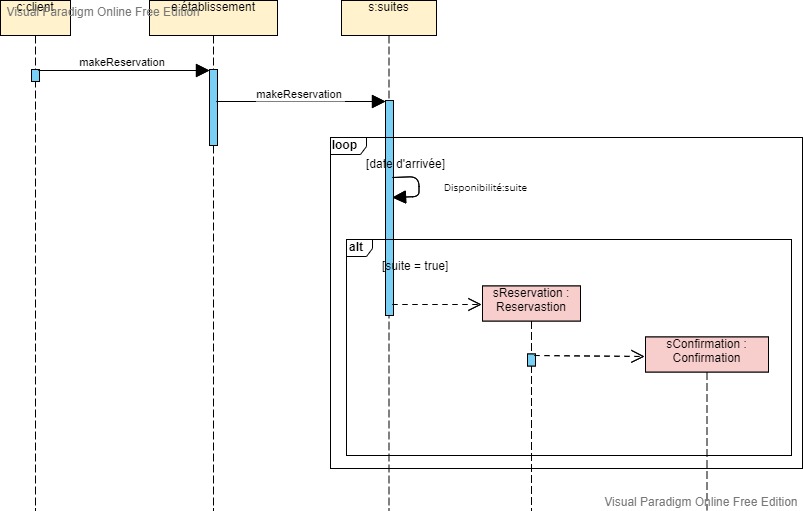 Visual Paradigm Online Free Edition
c:client
e:établissement
s:suites
makeReservation
makeReservation
loop
[date d'arrivée]
Disponibilité:suite
alt
[suite = true]
sReservation :
Reservastion
sConfirmation :
Confirmation
Visual Paradigm Online Free Edition